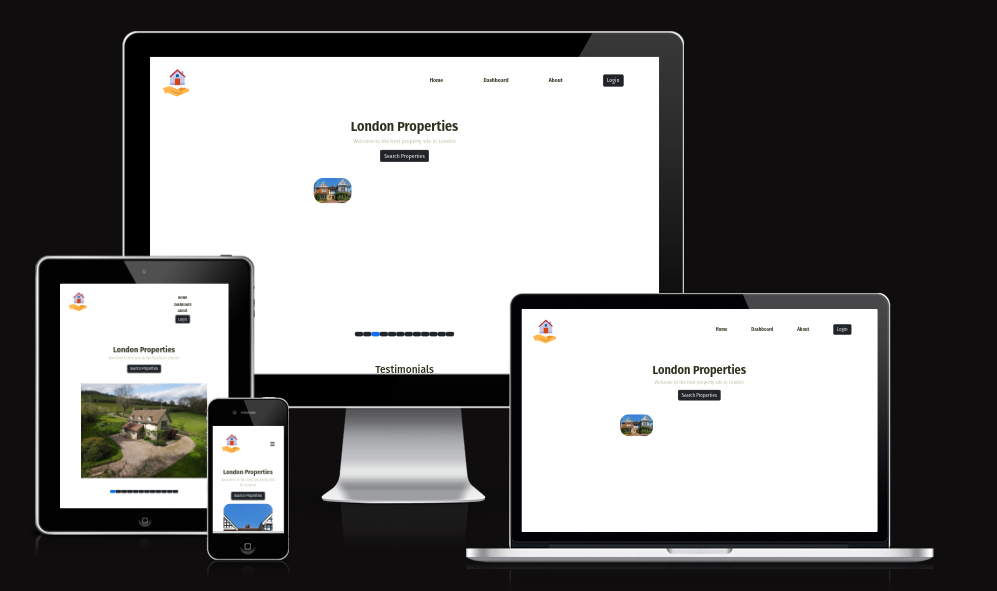 Home Dashboard About Login
London Properties
Welcome to the best property site in London
Search Properties
Testimonials
HOME
DASHBOARD
ABOUT
Login
London Properties
Welcome to the best property site in London
Search Properties
London Properties
Welcome to the best property site
in London
Search Properties
Home Dashboard About Login
London Properties
Welcome to the best property site in London
Search Properties